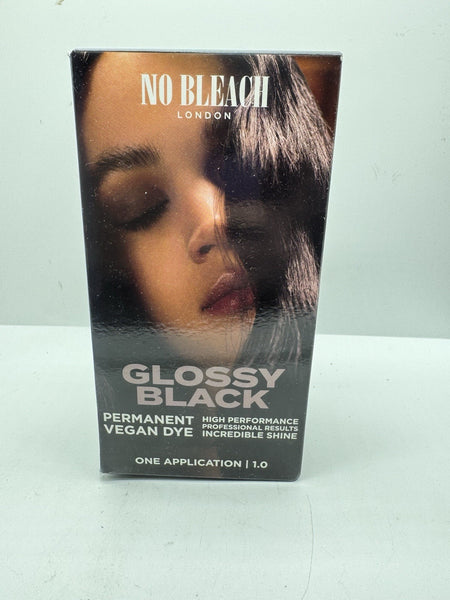 NO BLEACH
LONDON
GLOSSY
BLACK
PERMANENT
VEGAN DYE
HIGH PERFORMANCE
PROFESSIONAL RESULTS
INCREDIBLE SHINE
ONE APPLICATION | 1.0